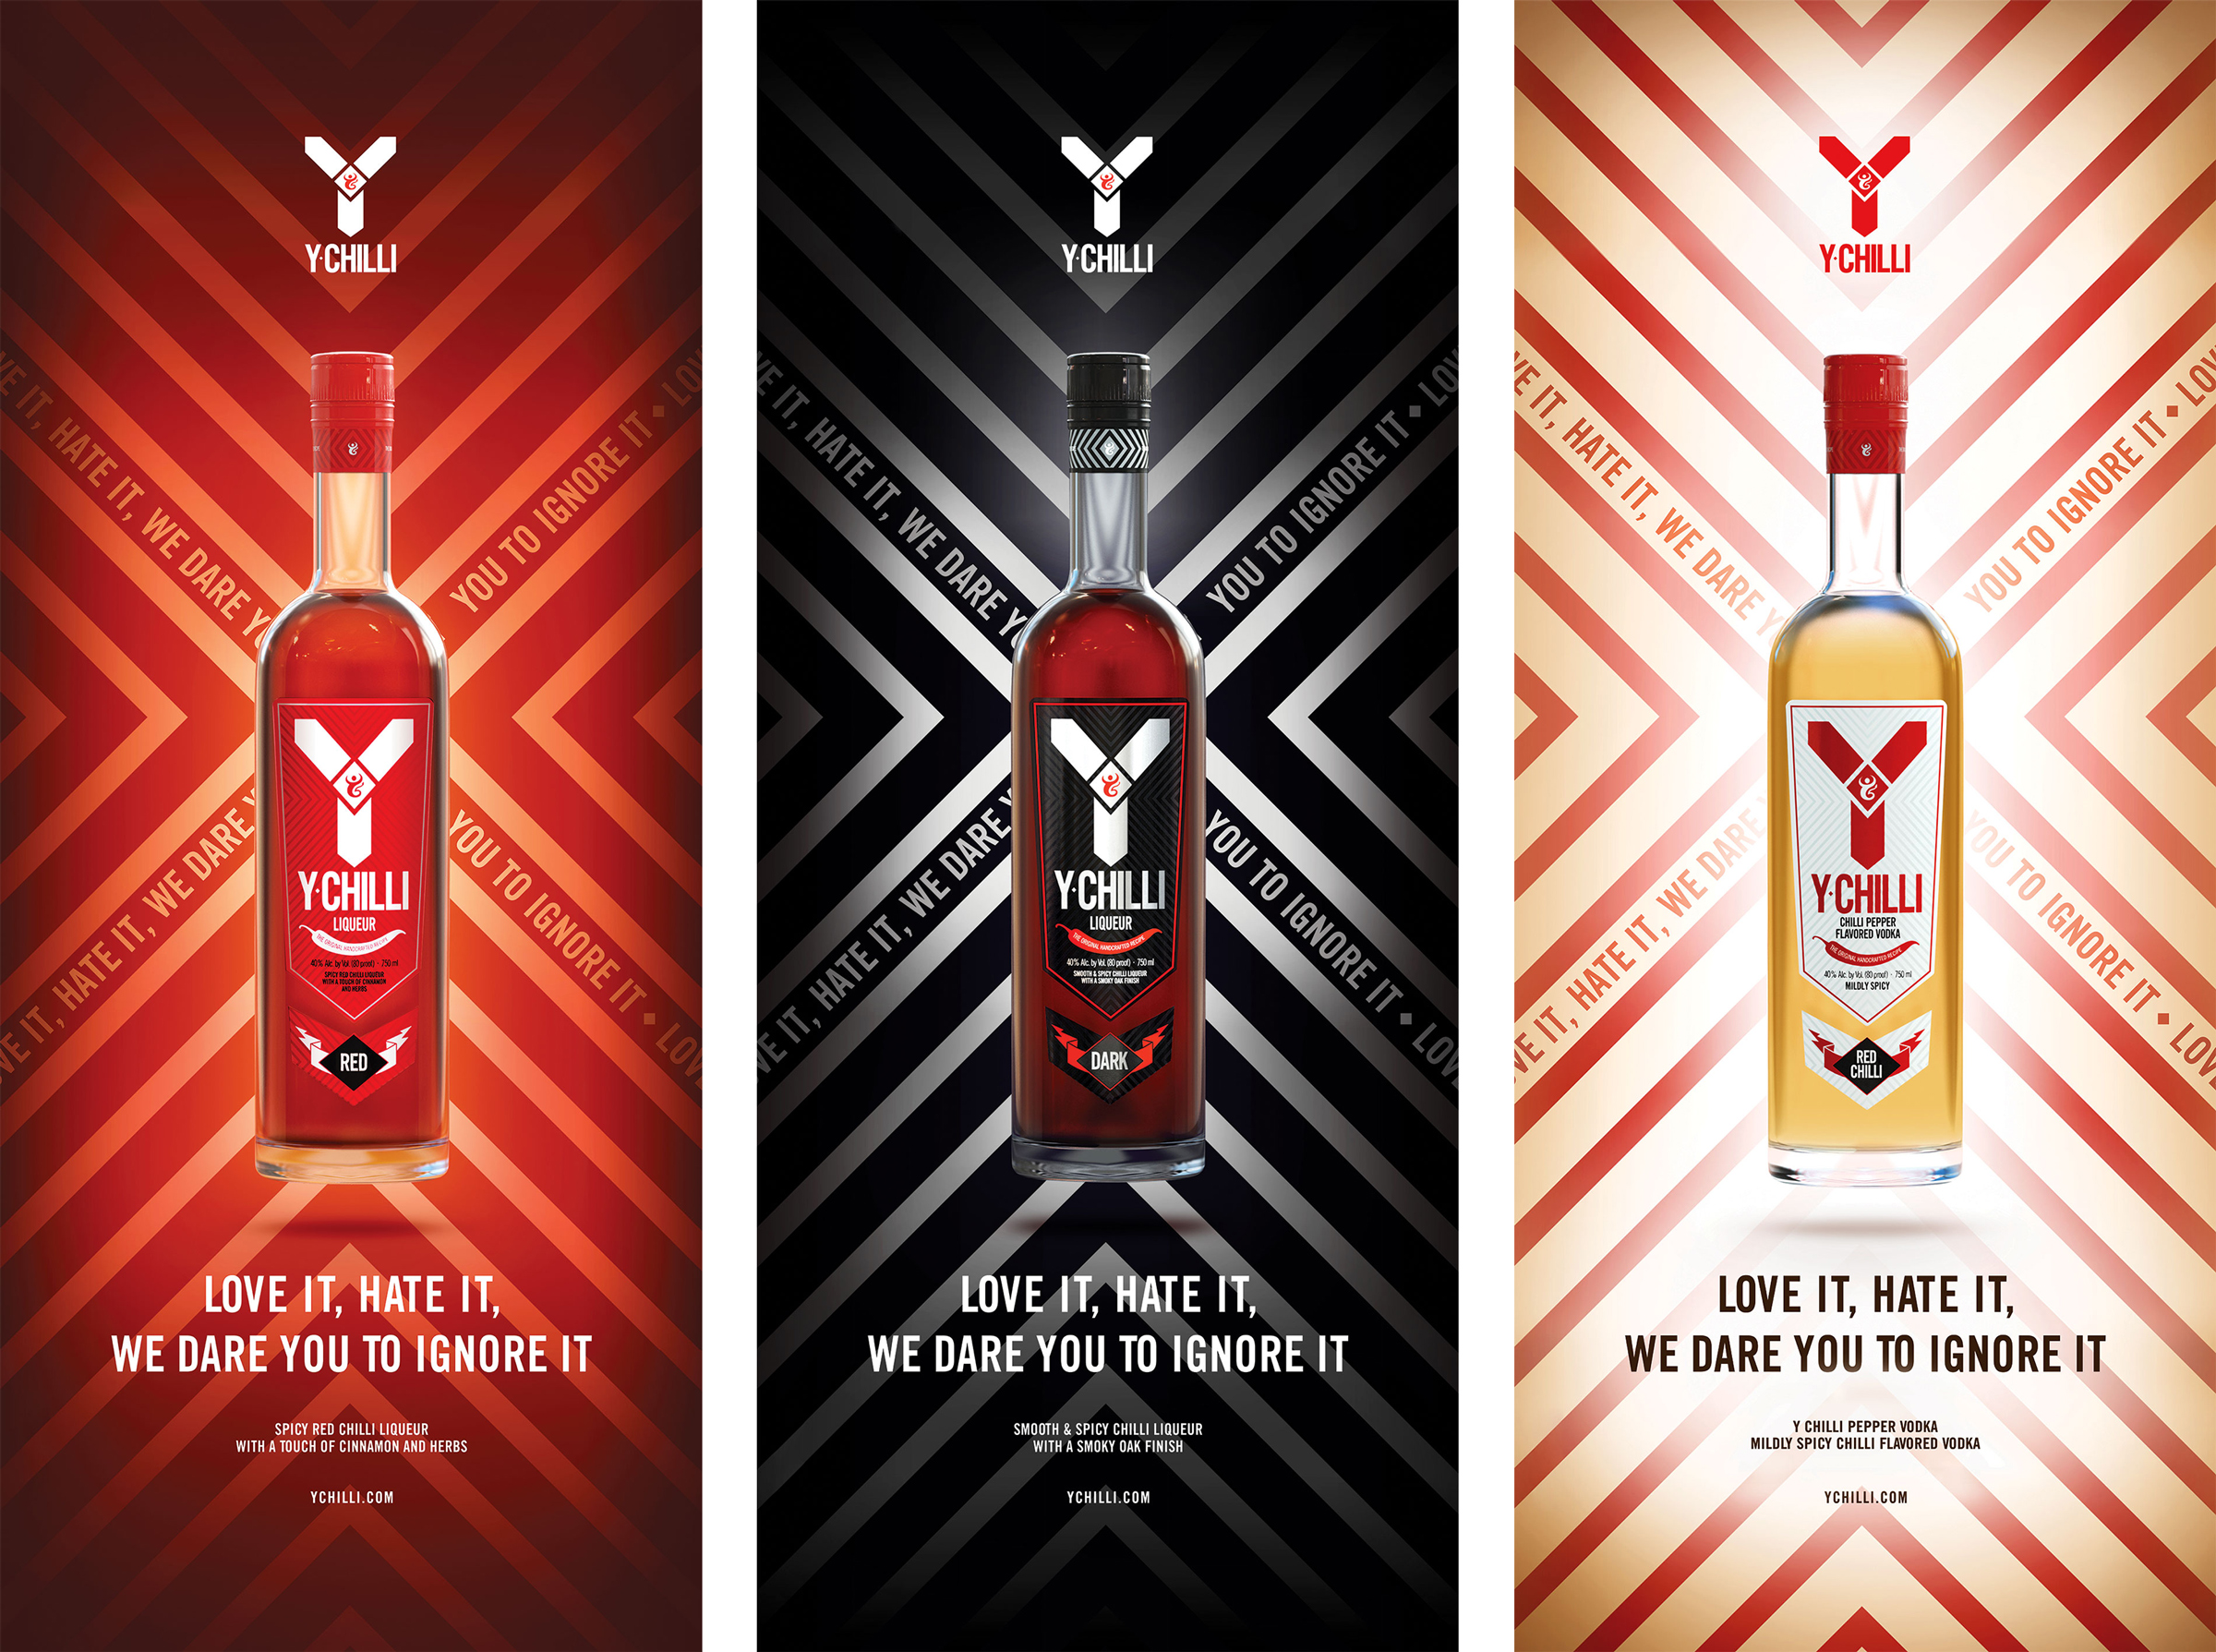 Y·CHILLI
VE IT, HATE IT, WE DARE Y
YOU TO IGNORE IT ▪ LOV
Y·CHILLI
LIQUEUR
THE ORIGINAL HANDCRAFTED RECIPE
40% Alc. by Vol. (80 proof) · 750 ml
SPICY RED CHILLI LIQUEUR
WITH A TOUCH OF CINNAMON
AND HERBS
RED
VE IT, HATE IT, WE DARE Y
YOU TO IGNORE IT ▪ LOV
LOVE IT, HATE IT,
WE DARE YOU TO IGNORE IT
SPICY RED CHILLI LIQUEUR
WITH A TOUCH OF CINNAMON AND HERBS
YCHILLI.COM
Y·CHILLI
VE IT, HATE IT, WE DARE Y
YOU TO IGNORE IT ▪ LOV
Y·CHILLI
LIQUEUR
THE ORIGINAL HANDCRAFTED RECIPE
40% Alc. by Vol. (80 proof) · 750 ml
SMOOTH & SPICY CHILLI LIQUEUR
WITH A SMOKY OAK FINISH
DARK
VE IT, HATE IT, WE DARE Y
YOU TO IGNORE IT ▪ LOV
LOVE IT, HATE IT,
WE DARE YOU TO IGNORE IT
SMOOTH & SPICY CHILLI LIQUEUR
WITH A SMOKY OAK FINISH
YCHILLI.COM
Y·CHILLI
VE IT, HATE IT, WE DARE Y
YOU TO IGNORE IT ▪ LOV
Y·CHILLI
CHILLI PEPPER
FLAVORED VODKA
THE ORIGINAL HANDCRAFTED RECIPE
40% Alc. by Vol. (80 proof) · 750 ml
MILDLY SPICY
RED
CHILLI
VE IT, HATE IT, WE DARE
YOU TO IGNORE IT ▪ LOV
LOVE IT, HATE IT,
WE DARE YOU TO IGNORE IT
Y CHILLI PEPPER VODKA
MILDLY SPICY CHILLI FLAVORED VODKA
YCHILLI.COM